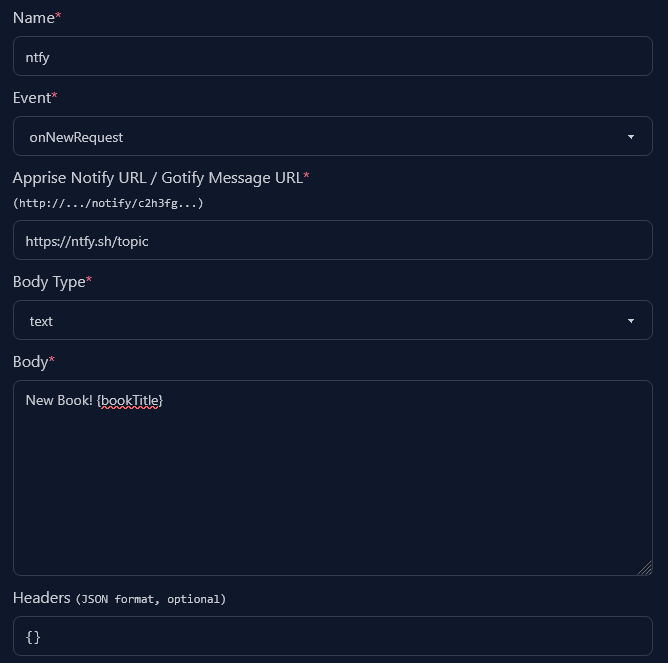 Name*
ntfy
Event*
onNewRequest
Apprise Notify URL / Gotify Message URL*
(http://.../notify/c2h3fg...)
https://ntfy.sh/topic
Body Type*
text
Body*
New Book! {bookTitle}
Headers (JSON format, optional)
{}